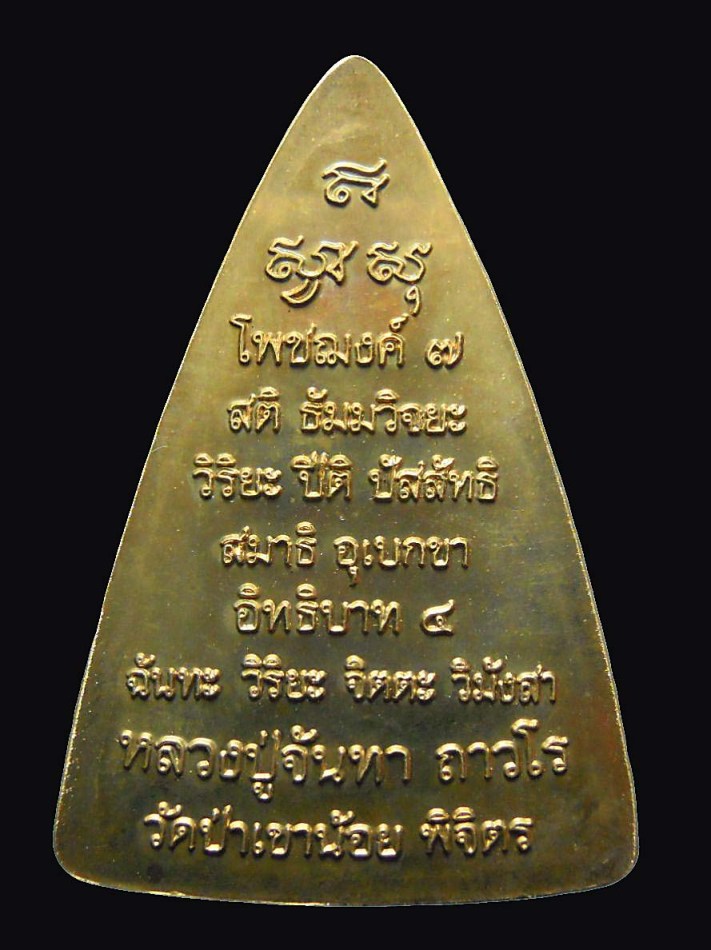 โพชฌงค์ ๗
สติ ธัมมวิจยะ
วิริยะ ปีติ ปัสสัทธิ
สมาธิ อุเบกขา
อิทธิบาท ๔
ฉันทะ วิริยะ จิตตะ วิมังสา
หลวงปู่จันทา ถาวโร
วัดป่าเขาน้อย พิจิตร